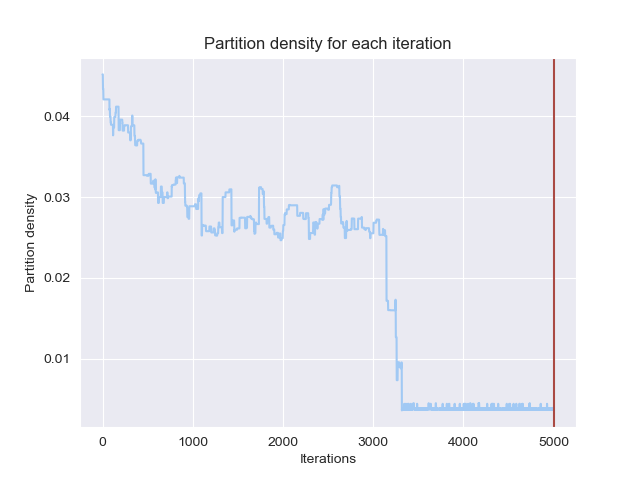 Partition density for each iteration
Partition density
0.04
0.03
0.02
0.01
0 1000 2000 3000 4000 5000
Iterations